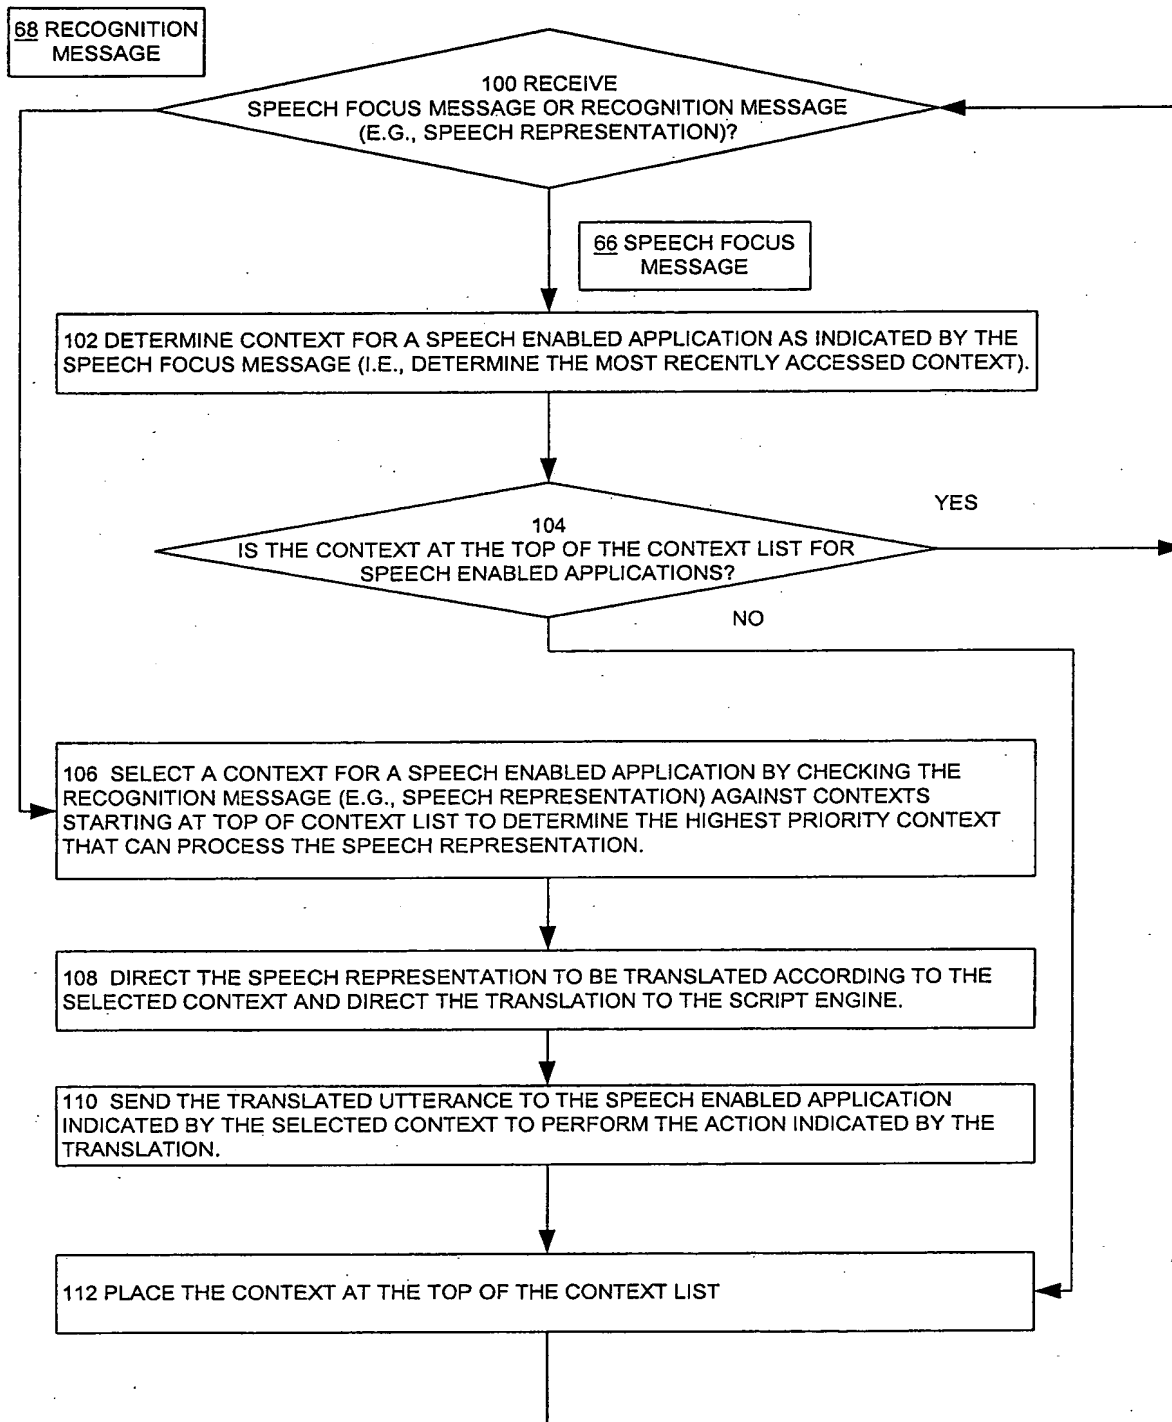 68 RECOGNITION
MESSAGE
100 RECEIVE
SPEECH FOCUS MESSAGE OR RECOGNITION MESSAGE
(E.G., SPEECH REPRESENTATION)?
66 SPEECH FOCUS
MESSAGE
102 DETERMINE CONTEXT FOR A SPEECH ENABLED APPLICATION AS INDICATED BY THE
SPEECH FOCUS MESSAGE (I.E., DETERMINE THE MOST RECENTLY ACCESSED CONTEXT).
YES
104
IS THE CONTEXT AT THE TOP OF THE CONTEXT LIST FOR
SPEECH ENABLED APPLICATIONS?
NO
106 SELECT A CONTEXT FOR A SPEECH ENABLED APPLICATION BY CHECKING THE
RECOGNITION MESSAGE (E.G., SPEECH REPRESENTATION) AGAINST CONTEXTS
STARTING AT TOP OF CONTEXT LIST TO DETERMINE THE HIGHEST PRIORITY CONTEXT
THAT CAN PROCESS THE SPEECH REPRESENTATION.
108 DIRECT THE SPEECH REPRESENTATION TO BE TRANSLATED ACCORDING TO THE
SELECTED CONTEXT AND DIRECT THE TRANSLATION TO THE SCRIPT ENGINE.
110 SEND THE TRANSLATED UTTERANCE TO THE SPEECH ENABLED APPLICATION
INDICATED BY THE SELECTED CONTEXT TO PERFORM THE ACTION INDICATED BY THE
TRANSLATION.
112 PLACE THE CONTEXT AT THE TOP OF THE CONTEXT LIST